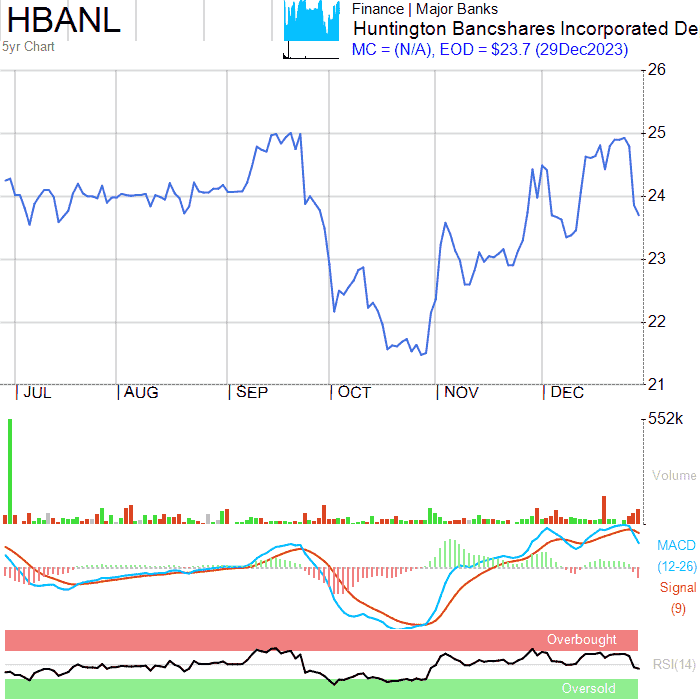 HBANL
5yr Chart
Finance | Major Banks
Huntington Bancshares Incorporated De
MC = (N/A), EOD = $23.7 (29Dec2023)
26
25
24
23
22
21
JUL AUG SEP OCT NOV DEC
552k
Volume
MACD
(12-26)
Signal
(9)
Overbought
RSI(14)
Oversold